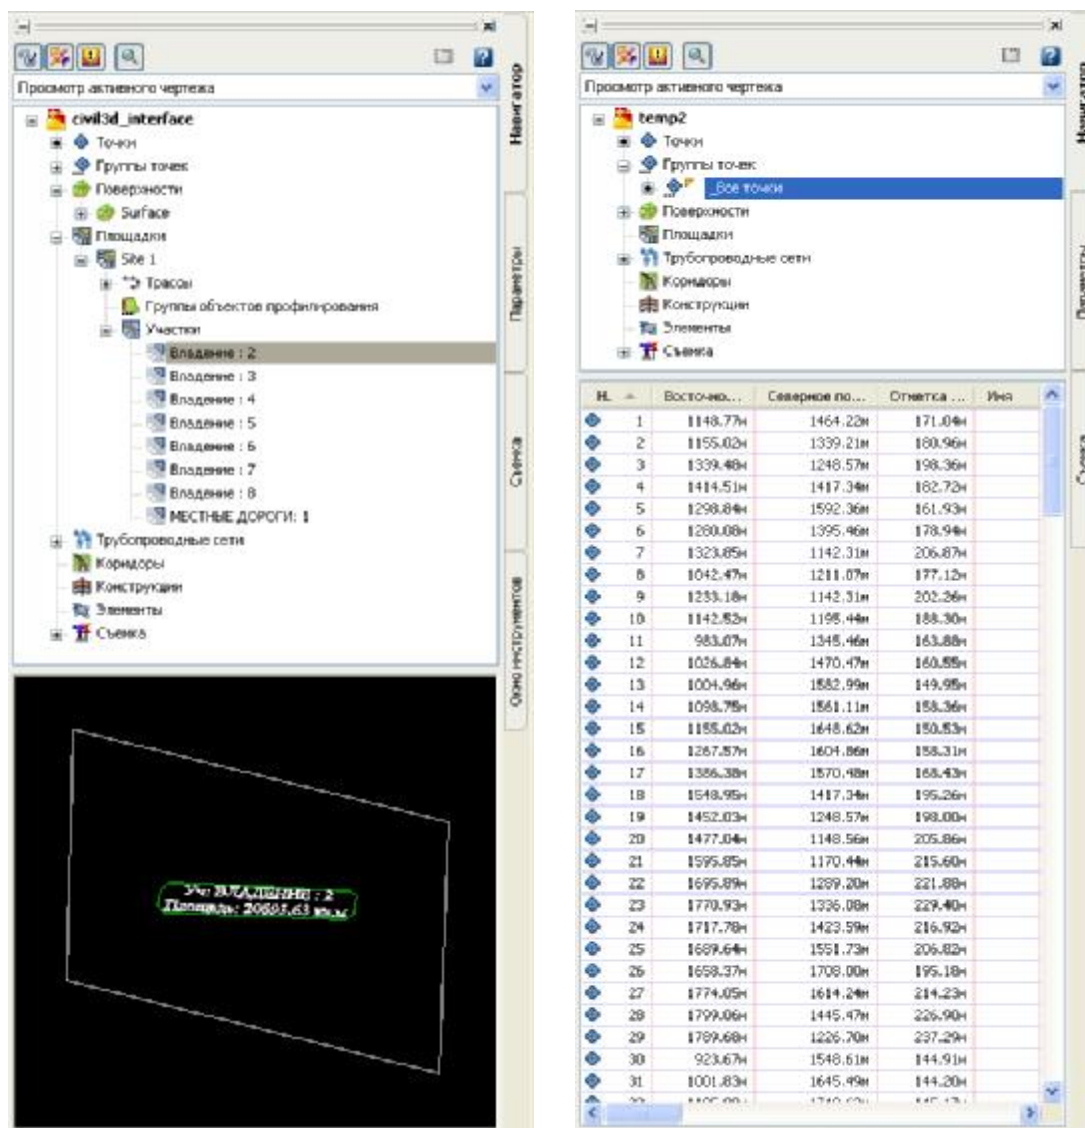 Просмотр активного чертежа
civil3d_interface
Точки
Группы точек
Поверхности
Surface
Площадки
Site 1
Трассы
Группы объектов профилирования
Участки
Владение : 2
Владение : 3
Владение : 4
Владение : 5
Владение : 6
Владение : 7
Владение : 8
МЕСТНЫЕ ДОРОГИ: 1
Трубопроводные сети
Коридоры
Конструкции
Элементы
Съемка
Навигатор
Параметры
Съемка
Окно инструментов
Уч: ВЛАДЕНИЕ : 2
Площадь: 20895.63 кв.м
Просмотр активного чертежа
temp2
Точки
Группы точек
_Все точки
Поверхности
Площадки
Трубопроводные сети
Коридоры
Конструкции
Элементы
Съемка
Навигатор
Параметры
Съемка
Н. Восточно... Северное по... Отметка ... Имя
1 1148.77м 1464.22м 171.04м
2 1155.02м 1339.21м 180.96м
3 1339.48м 1248.57м 198.36м
4 1414.51м 1417.34м 182.72м
5 1298.84м 1592.36м 161.93м
6 1280.08м 1395.46м 178.94м
7 1323.85м 1142.31м 206.87м
8 1042.47м 1211.07м 177.12м
9 1233.18м 1142.31м 202.26м
10 1142.52м 1195.44м 188.30м
11 983.07м 1345.46м 163.88м
12 1026.84м 1470.47м 160.55м
13 1004.96м 1582.99м 149.95м
14 1098.75м 1561.11м 158.36м
15 1155.02м 1648.62м 150.53м
16 1267.57м 1604.86м 158.31м
17 1386.38м 1570.48м 168.43м
18 1548.95м 1417.34м 195.26м
19 1452.03м 1248.57м 198.00м
20 1477.04м 1148.56м 205.86м
21 1595.85м 1170.44м 215.60м
22 1695.89м 1289.20м 221.88м
23 1770.93м 1336.08м 229.40м
24 1717.78м 1423.59м 216.92м
25 1689.64м 1551.73м 206.82м
26 1658.37м 1708.00м 195.18м
27 1774.05м 1614.24м 214.23м
28 1799.06м 1445.47м 226.90м
29 1789.68м 1226.70м 237.29м
30 923.67м 1548.61м 144.91м
31 1001.83м 1645.49м 144.20м